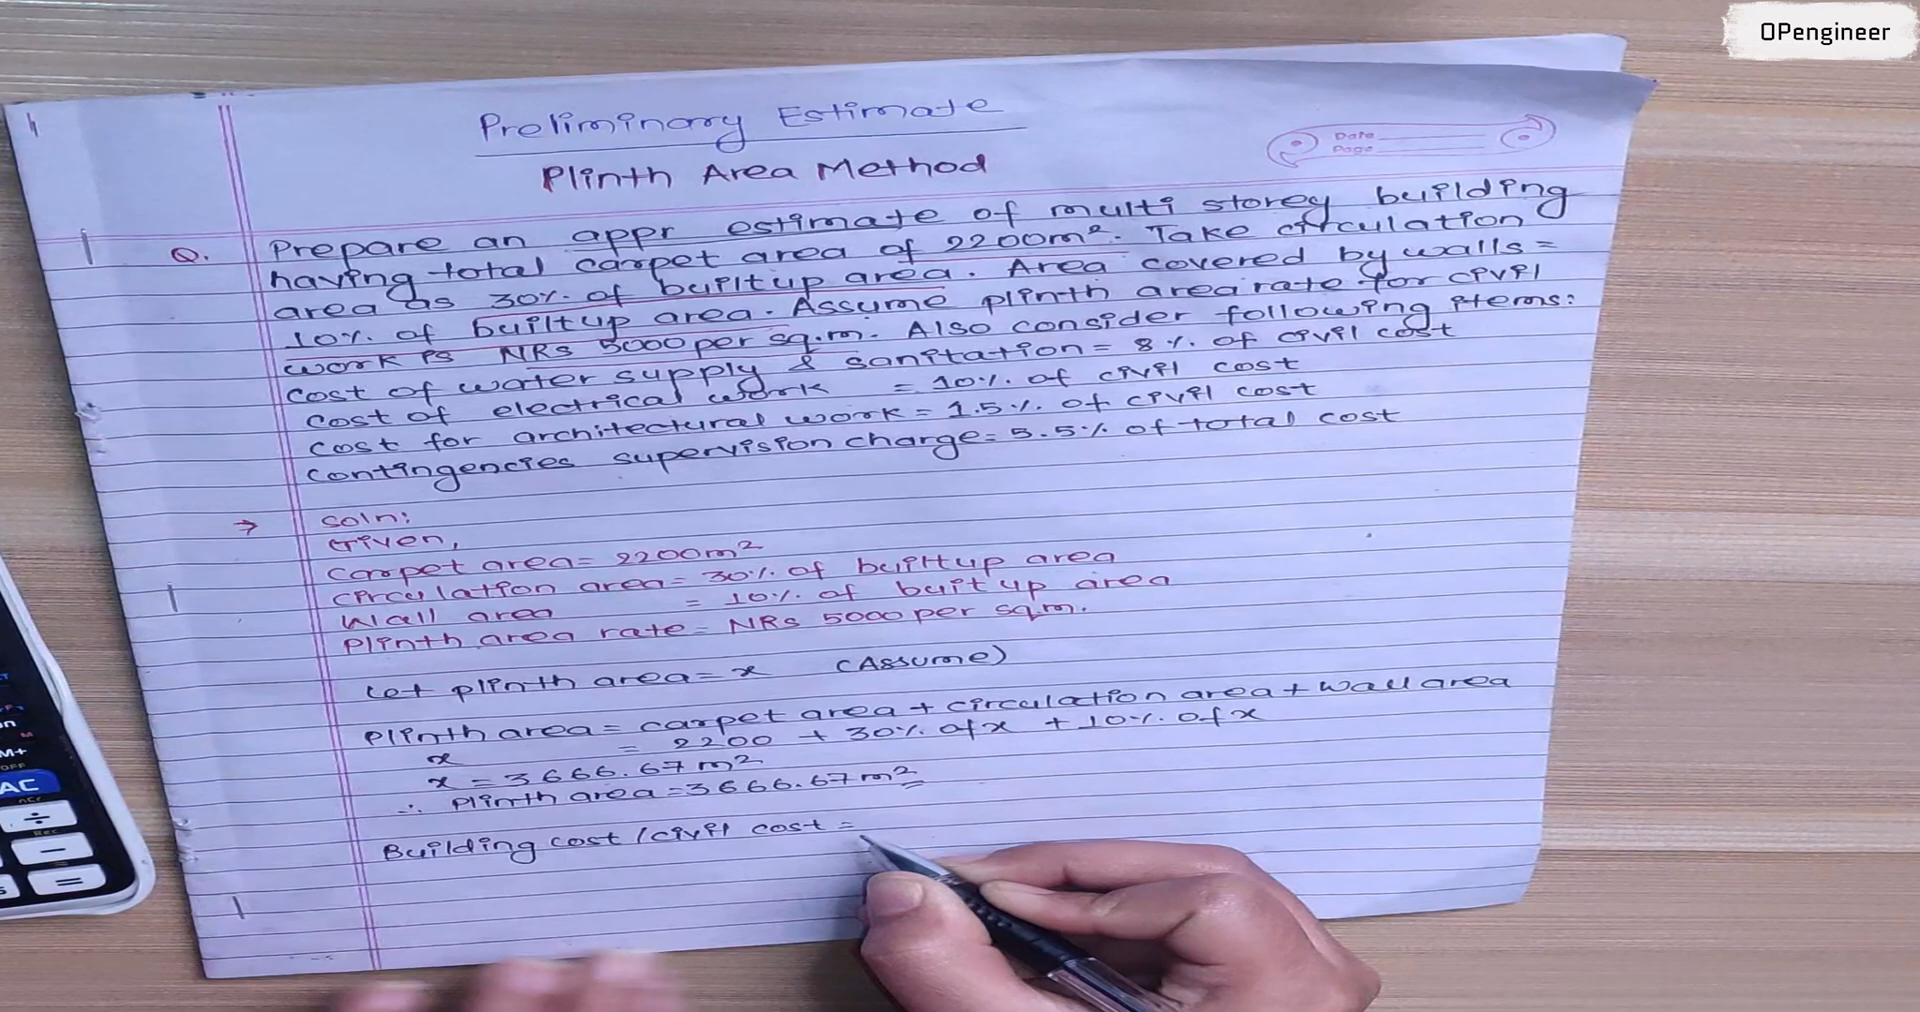 OPengineer
Preliminary Estimate
Date
Page
Plinth Area Method
Q. Prepare an appr estimate of multi storey building
having total carpet area of 2200m². Take circulation
area as 30% of builtup area. Area covered by walls =
10% of builtup area. Assume plinth area rate for civil
work is NRs 5000 per sq.m. Also consider following items:
cost of water supply & sanitation = 8% of civil cost
cost of electrical work = 10% of civil cost
cost for architectural work = 1.5% of civil cost
contingencies supervision charge = 5.5% of total cost
→ Soln:
Given,
Carpet area = 2200m²
Circulation area = 30% of builtup area
Wall area = 10% of buitup area
Plinth area rate = NRs 5000 per sq.m.
Let plinth area = x (Assume)
Plinth area = carpet area + circulation area + wall area
x = 2200 + 30% of x + 10% of x
x = 3666.67 m²
∴ Plinth area = 3666.67 m²
Building cost / civil cost =
AC
M+
÷
−
=